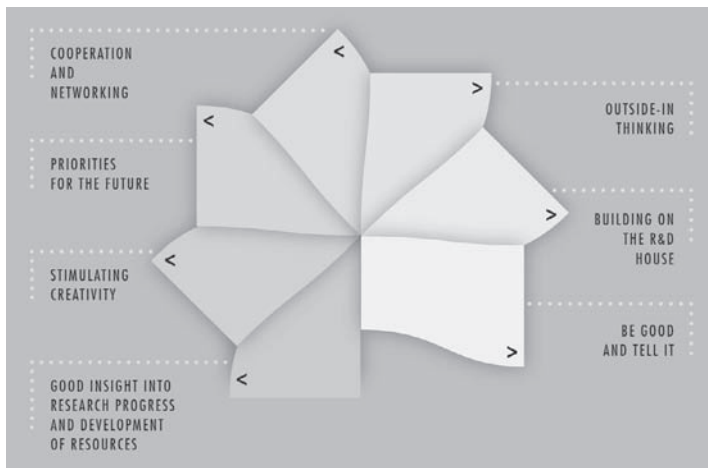 COOPERATION
AND
NETWORKING
PRIORITIES
FOR THE FUTURE
STIMULATING
CREATIVITY
GOOD INSIGHT INTO
RESEARCH PROGRESS
AND DEVELOPMENT
OF RESOURCES
OUTSIDE-IN
THINKING
BUILDING ON
THE R&D
HOUSE
BE GOOD
AND TELL IT